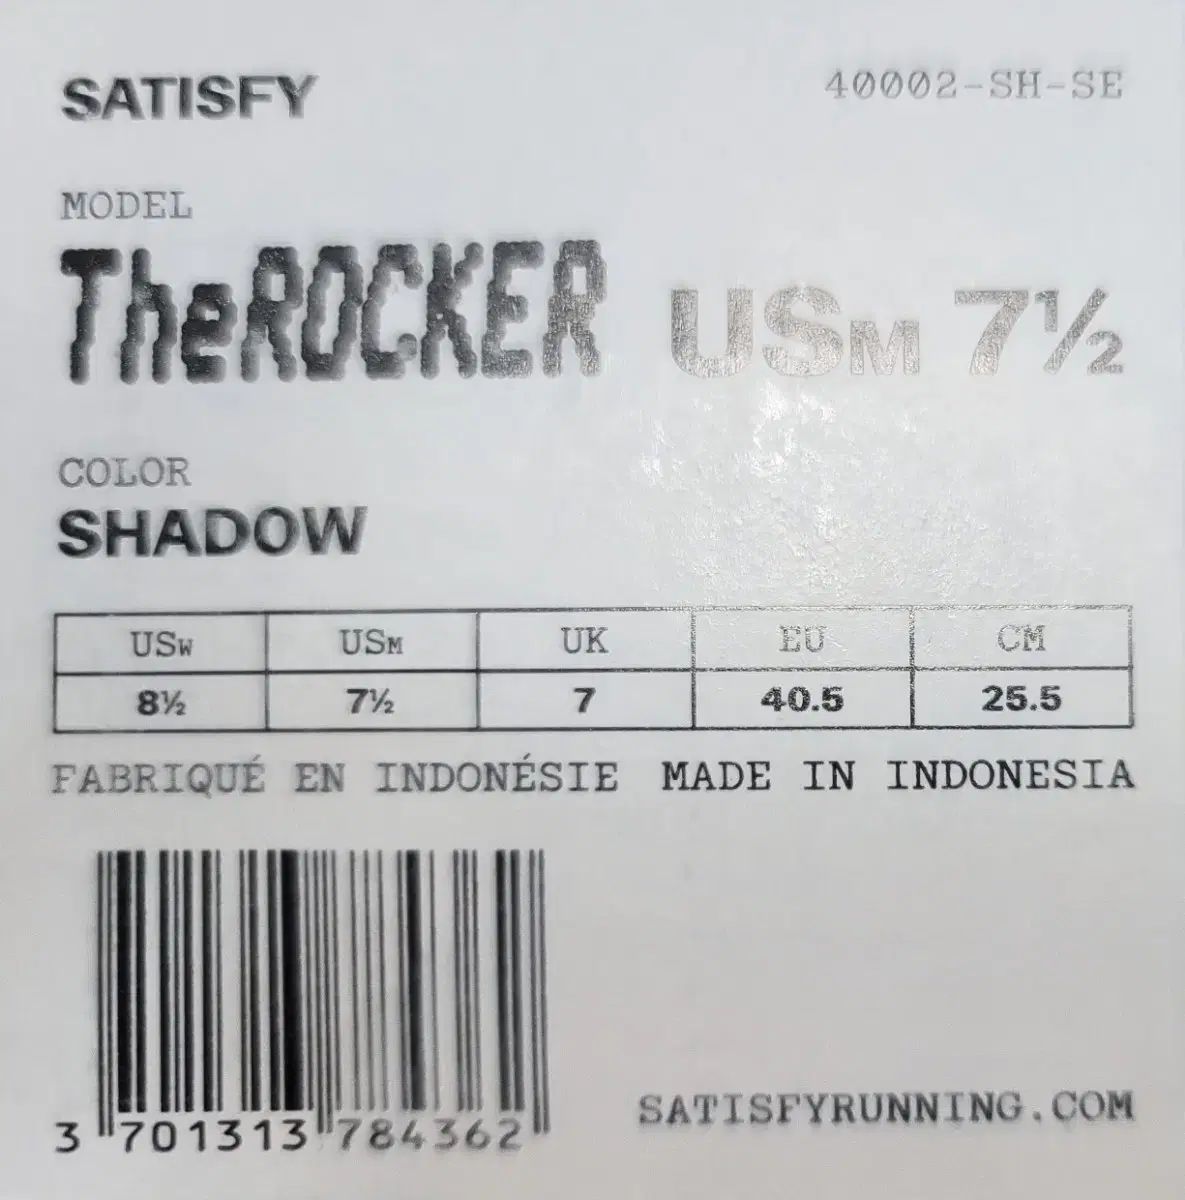 SATISFY
40002-SH-SE
MODEL
TheROCKER
USM 7½
COLOR
SHADOW
USW USM UK EU CM
8½ 7½ 7 40.5 25.5
FABRIQUÉ EN INDONÉSIE MADE IN INDONESIA
3 701313 784362
SATISFYRUNNING.COM